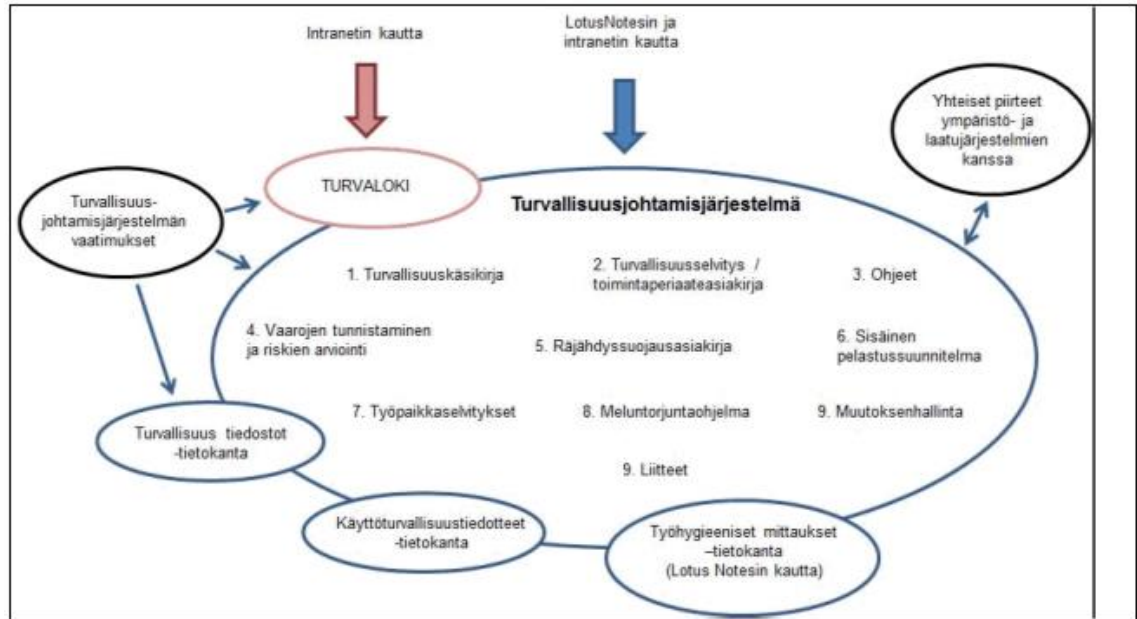 Intranetin kautta
LotusNotesin ja
intranetin kautta
Yhteiset piirteet
ympäristö- ja
laatujärjestelmien
kanssa
TURVALOKI
Turvallisuus-
johtamisjärjestelmän
vaatimukset
Turvallisuusjohtamisjärjestelmä
1. Turvallisuuskäsikirja
2. Turvallisuusselvitys /
toimintaperiaateasiakirja
3. Ohjeet
4. Vaarojen tunnistaminen
ja riskien arviointi
5. Räjähdyssuojausasiakirja
6. Sisäinen
pelastussuunnitelma
7. Työpaikkaselvitykset
8. Meluntorjuntaohjelma
9. Muutoksenhallinta
Turvallisuus tiedostot
-tietokanta
9. Liitteet
Käyttöturvallisuustiedotteet
-tietokanta
Työhygieeniset mittaukset
–tietokanta
(Lotus Notesin kautta)